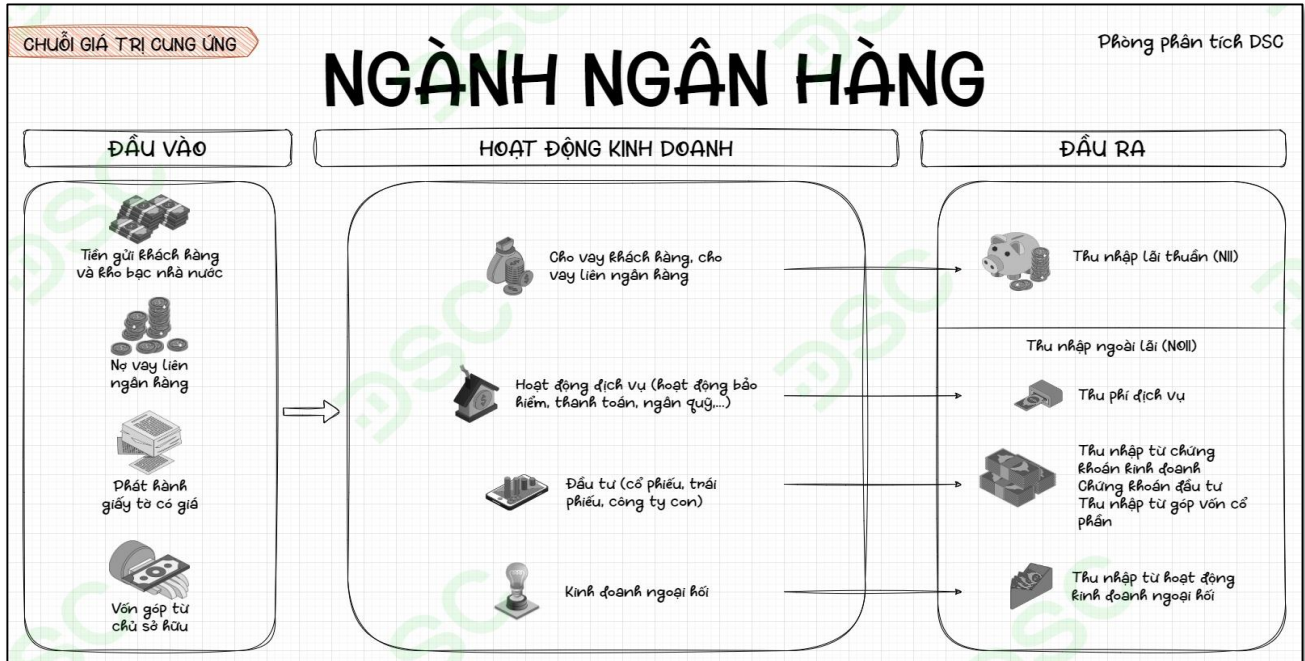 CHUỖI GIÁ TRỊ CUNG ỨNG
Phòng phân tích DSC
NGÀNH NGÂN HÀNG
ĐẦU VÀO
HOẠT ĐỘNG KINH DOANH
ĐẦU RA
Tiền gửi khách hàng
và kho bạc nhà nước
Nợ vay liên
ngân hàng
Phát hành
giấy tờ có giá
Vốn góp từ
chủ sở hữu
Cho vay khách hàng, cho
vay liên ngân hàng
Hoạt động dịch vụ (hoạt động bảo
hiểm, thanh toán, ngân quỹ,...)
Đầu tư (cổ phiếu, trái
phiếu, công ty con)
Kinh doanh ngoại hối
Thu nhập lãi thuần (NII)
Thu nhập ngoài lãi (NOII)
Thu phí dịch vụ
Thu nhập từ chứng
khoán kinh doanh
Chứng khoán đầu tư
Thu nhập từ góp vốn cổ
phần
Thu nhập từ hoạt động
kinh doanh ngoại hối
DSC
DSC
DSC
DSC
DSC
DSC